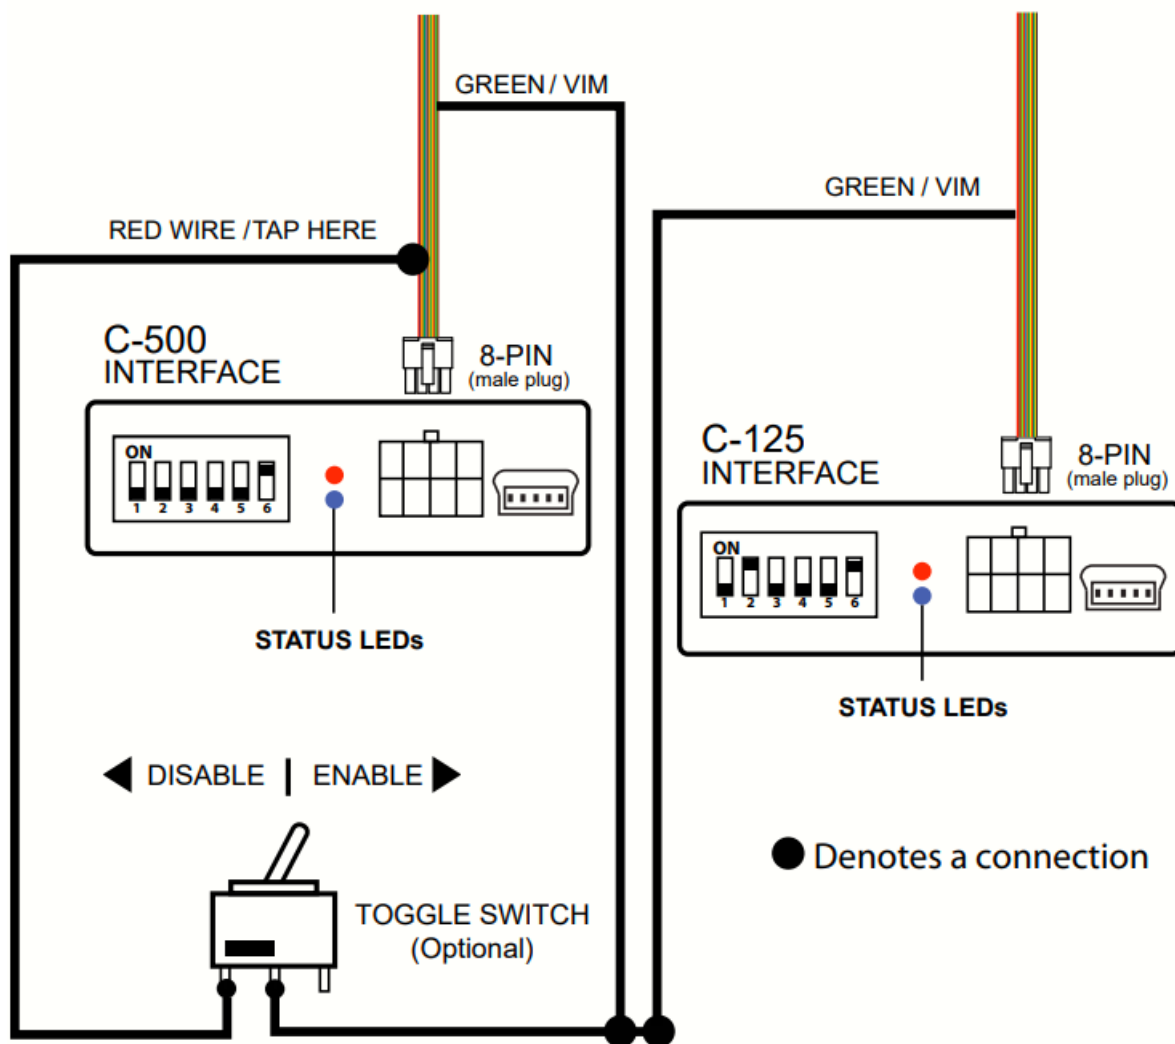 GREEN / VIM
GREEN / VIM
RED WIRE /TAP HERE
C-500
INTERFACE
8-PIN
(male plug)
ON
1 2 3 4 5 6
STATUS LEDs
C-125
INTERFACE
8-PIN
(male plug)
ON
1 2 3 4 5 6
STATUS LEDs
DISABLE | ENABLE
TOGGLE SWITCH
(Optional)
Denotes a connection